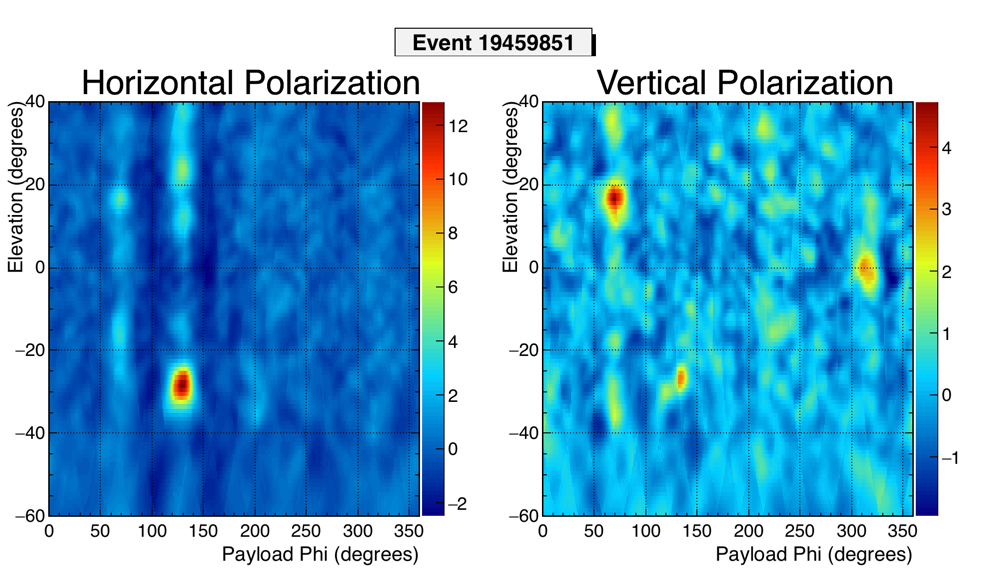 Event 19459851
Horizontal Polarization
Elevation (degrees)
40
20
0
−20
−40
−60
0 50 100 150 200 250 300 350
Payload Phi (degrees)
12
10
8
6
4
2
0
−2
Vertical Polarization
Elevation (degrees)
40
20
0
−20
−40
−60
0 50 100 150 200 250 300 350
Payload Phi (degrees)
4
3
2
1
0
−1